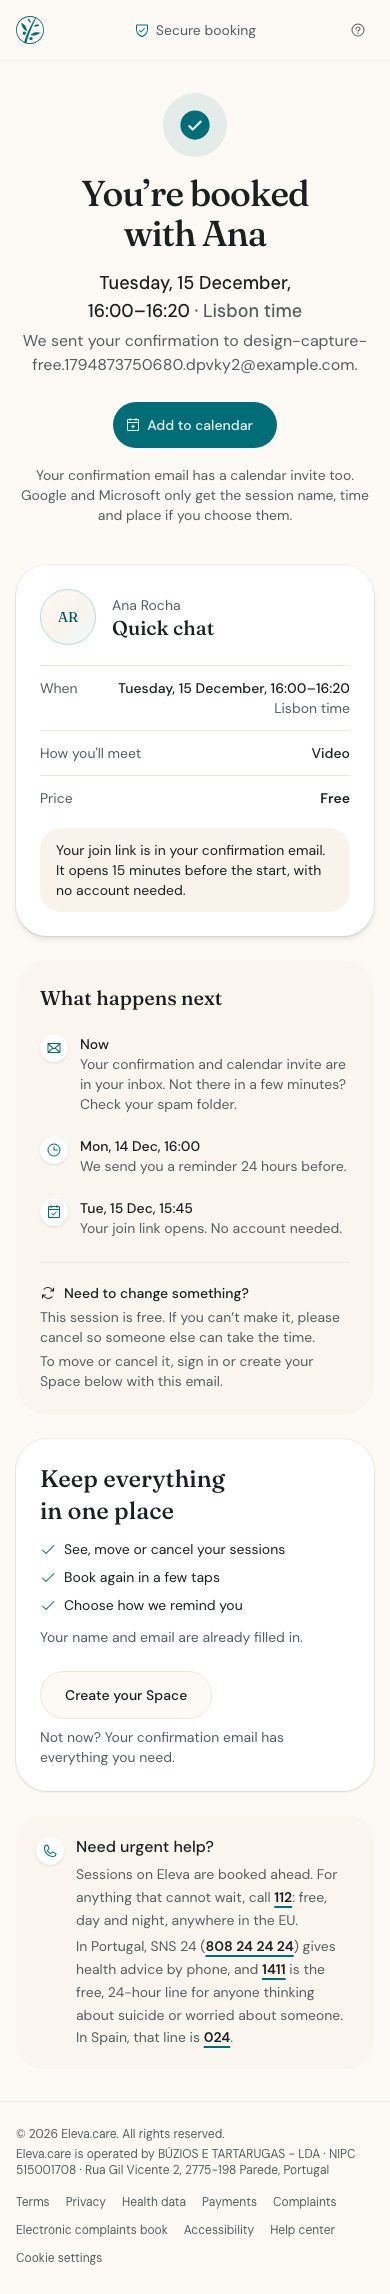 Secure booking
You’re booked
with Ana
Tuesday, 15 December,
16:00–16:20 · Lisbon time
We sent your confirmation to design-capture-
free.1794873750680.dpvky2@example.com.
Add to calendar
Your confirmation email has a calendar invite too.
Google and Microsoft only get the session name, time
and place if you choose them.
AR
Ana Rocha
Quick chat
When
Tuesday, 15 December, 16:00–16:20
Lisbon time
How you'll meet
Video
Price
Free
Your join link is in your confirmation email.
It opens 15 minutes before the start, with
no account needed.
What happens next
Now
Your confirmation and calendar invite are
in your inbox. Not there in a few minutes?
Check your spam folder.
Mon, 14 Dec, 16:00
We send you a reminder 24 hours before.
Tue, 15 Dec, 15:45
Your join link opens. No account needed.
Need to change something?
This session is free. If you can’t make it, please
cancel so someone else can take the time.
To move or cancel it, sign in or create your
Space below with this email.
Keep everything
in one place
See, move or cancel your sessions
Book again in a few taps
Choose how we remind you
Your name and email are already filled in.
Create your Space
Not now? Your confirmation email has
everything you need.
Need urgent help?
Sessions on Eleva are booked ahead. For
anything that cannot wait, call 112: free,
day and night, anywhere in the EU.
In Portugal, SNS 24 (808 24 24 24) gives
health advice by phone, and 1411 is the
free, 24-hour line for anyone thinking
about suicide or worried about someone.
In Spain, that line is 024.
© 2026 Eleva.care. All rights reserved.
Eleva.care is operated by BÚZIOS E TARTARUGAS - LDA · NIPC
515001708 · Rua Gil Vicente 2, 2775-198 Parede, Portugal
Terms Privacy Health data Payments Complaints
Electronic complaints book Accessibility Help center
Cookie settings